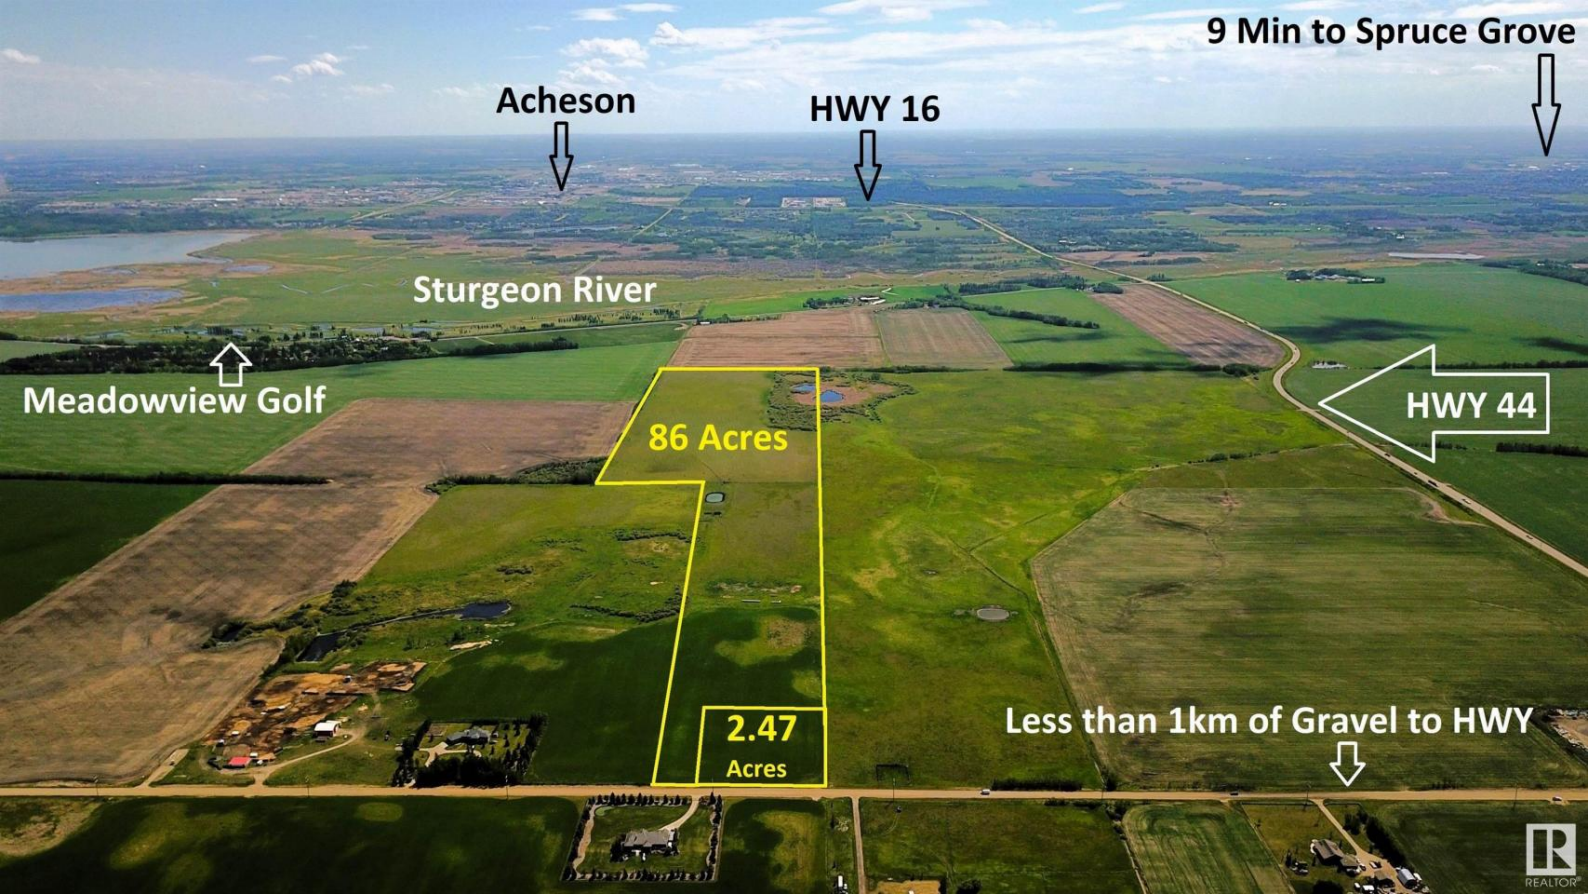 9 Min to Spruce Grove
Acheson
HWY 16
Sturgeon River
Meadowview Golf
HWY 44
86 Acres
Less than 1km of Gravel to HWY
2.47
Acres
R
REALTOR®